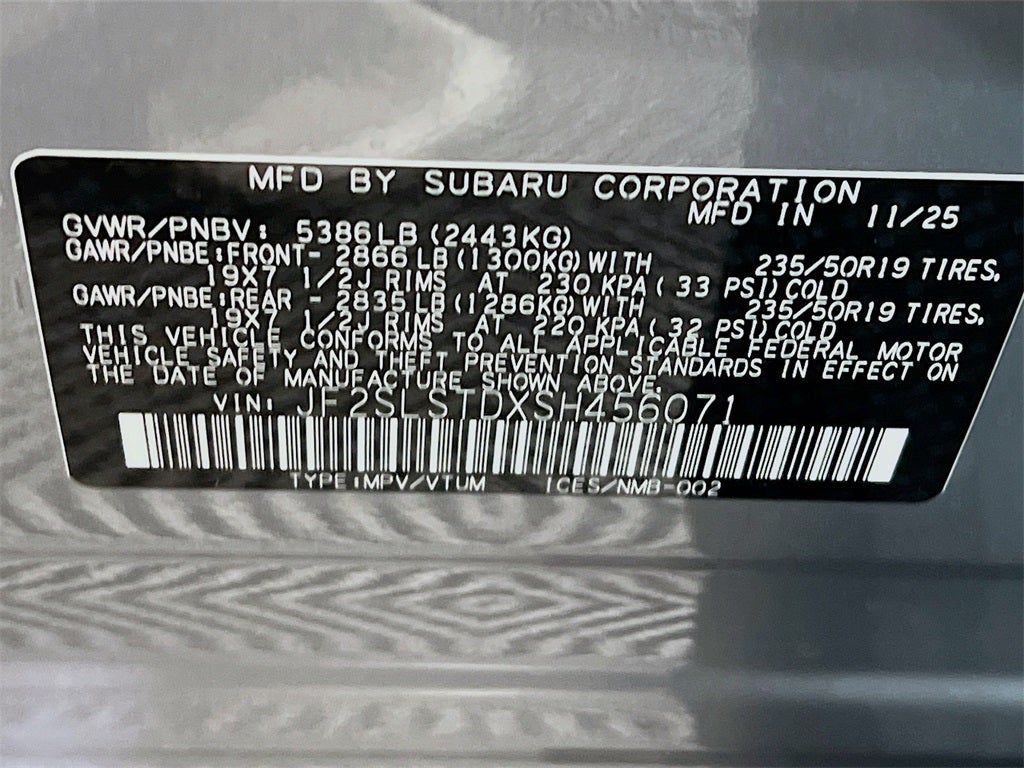 MFD BY SUBARU CORPORATION
MFD IN 11/25
GVWR/PNBV: 5386LB(2443KG)
GAWR/PNBE:FRONT- 2866LB(1300KG)WITH 235/50R19 TIRES,
19X7 1/2J RIMS AT 230 KPA( 33 PSI)COLD
GAWR/PNBE:REAR - 2835LB(1286KG)WITH 235/50R19 TIRES,
19X7 1/2J RIMS AT 220 KPA( 32 PSI)COLD
THIS VEHICLE CONFORMS TO ALL APPLICABLE FEDERAL MOTOR
VEHICLE SAFETY AND THEFT PREVENTION STANDARDS IN EFFECT ON
THE DATE OF MANUFACTURE SHOWN ABOVE.
VIN: JF2SLSTDXSH456071
TYPE:MPV/VTUM ICES/NMB-002